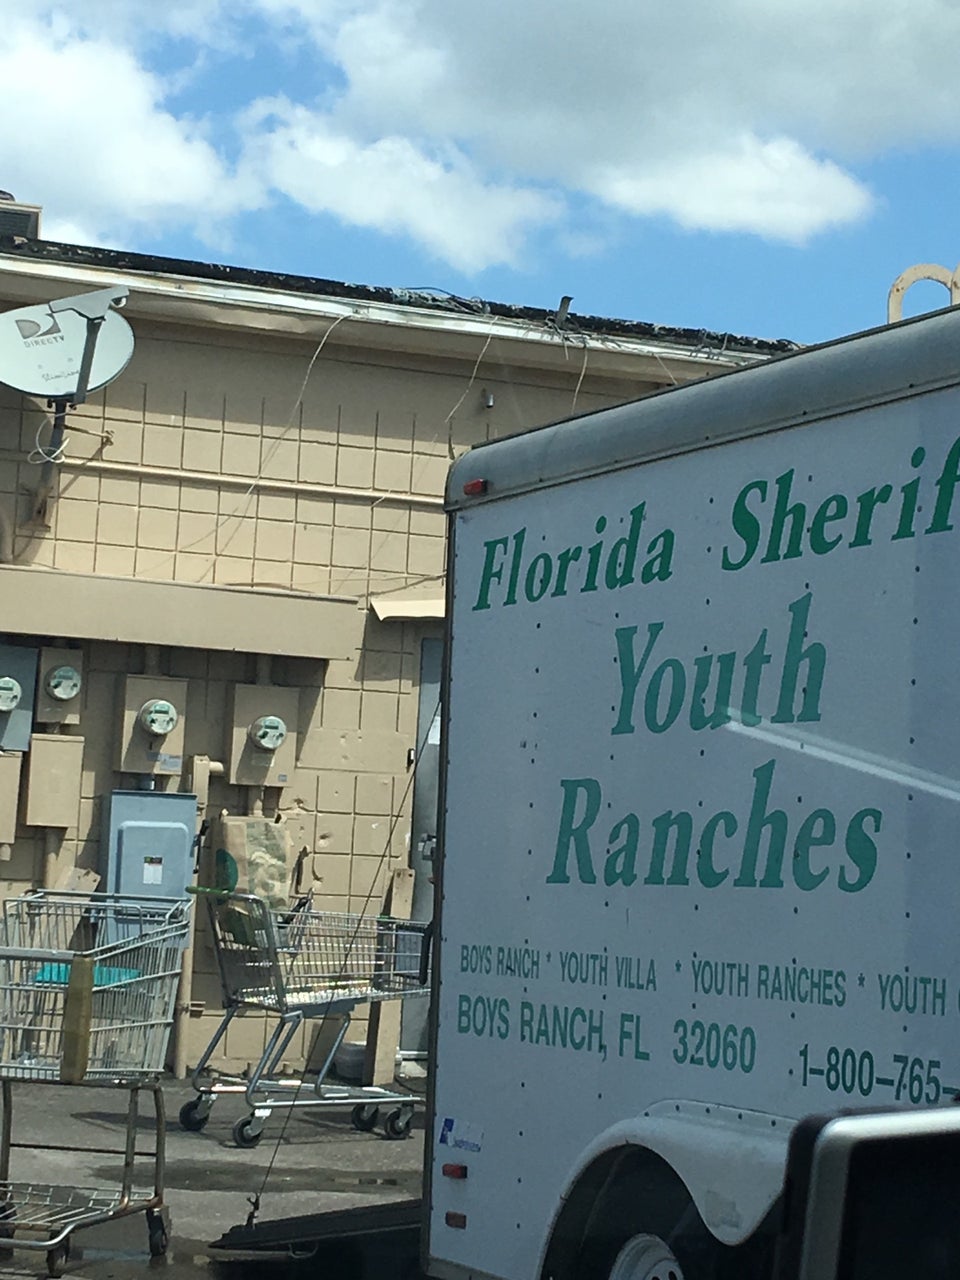 DIRECTV
Florida Sherif
Youth
Ranches
BOYS RANCH * YOUTH VILLA * YOUTH RANCHES * YOUTH
BOYS RANCH, FL 32060 1-800-765-